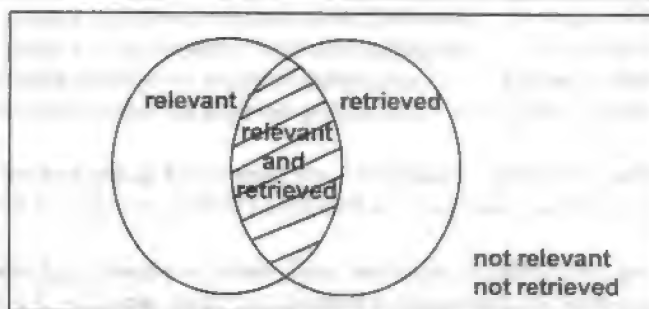 relevant
retrieved
relevant
and
retrieved
not relevant
not retrieved